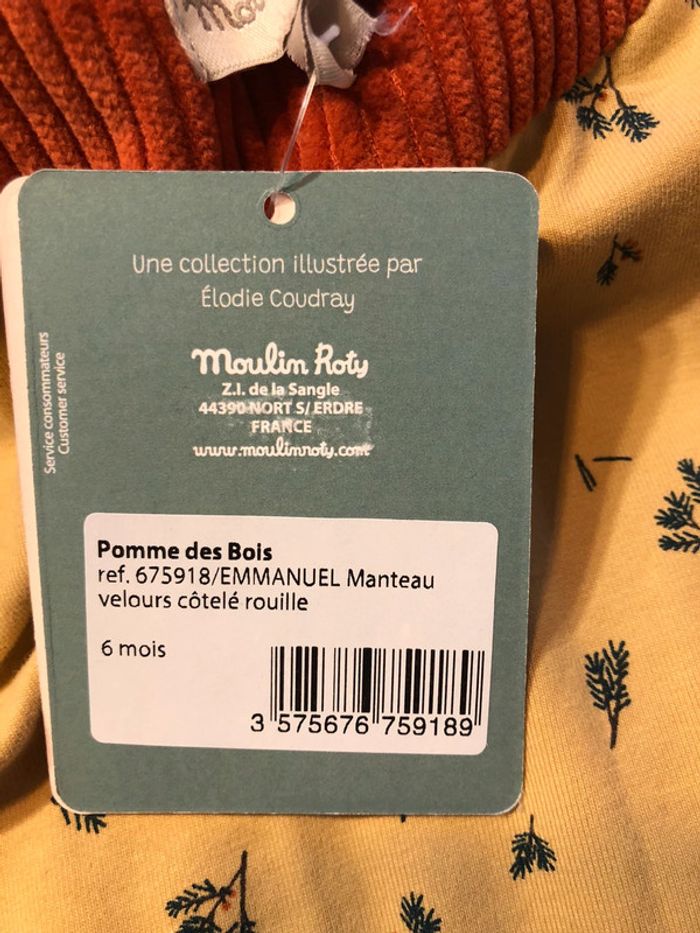 Une collection illustrée par
Élodie Coudray
Moulin Roty
Z.I. de la Sangle
44390 NORT S/ ERDRE
FRANCE
www.moulinroty.com
Service consommateurs
Customer service
Pomme des Bois
ref. 675918/EMMANUEL Manteau
velours côtelé rouille
6 mois
3 575676 759189